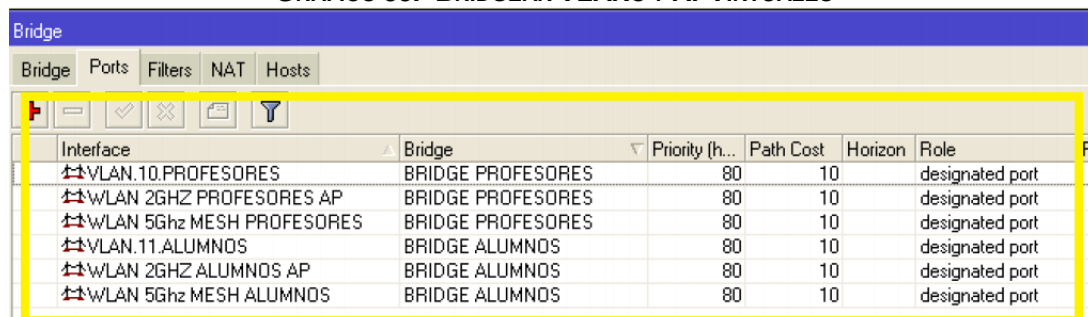 Bridge
Bridge Ports Filters NAT Hosts
Interface Bridge Priority (h... Path Cost Horizon Role
VLAN.10.PROFESORES BRIDGE PROFESORES 80 10 designated port
WLAN 2GHZ PROFESORES AP BRIDGE PROFESORES 80 10 designated port
WLAN 5Ghz MESH PROFESORES BRIDGE PROFESORES 80 10 designated port
VLAN.11.ALUMNOS BRIDGE ALUMNOS 80 10 designated port
WLAN 2GHZ ALUMNOS AP BRIDGE ALUMNOS 80 10 designated port
WLAN 5Ghz MESH ALUMNOS BRIDGE ALUMNOS 80 10 designated port